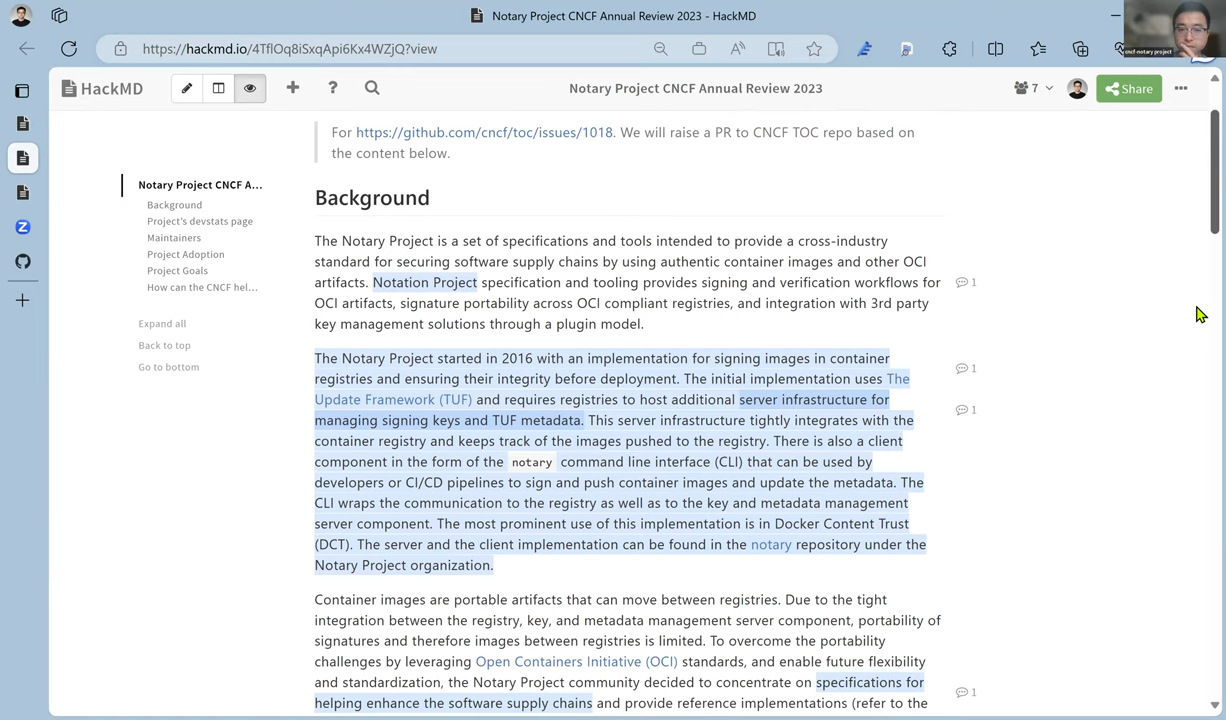 Notary Project CNCF Annual Review 2023 - HackMD
https://hackmd.io/4TflOq8iSxqApi6Kx4WZjQ?view
cncf-notary project
HackMD
Notary Project CNCF Annual Review 2023
7
Share
For https://github.com/cncf/toc/issues/1018. We will raise a PR to CNCF TOC repo based on
the content below.
Notary Project CNCF A...
Background
Project's devstats page
Maintainers
Project Adoption
Project Goals
How can the CNCF hel...
Expand all
Back to top
Go to bottom
Background
The Notary Project is a set of specifications and tools intended to provide a cross-industry
standard for securing software supply chains by using authentic container images and other OCI
artifacts. Notation Project specification and tooling provides signing and verification workflows for
1
OCI artifacts, signature portability across OCI compliant registries, and integration with 3rd party
key management solutions through a plugin model.
The Notary Project started in 2016 with an implementation for signing images in container
1
registries and ensuring their integrity before deployment. The initial implementation uses The
Update Framework (TUF) and requires registries to host additional server infrastructure for
1
managing signing keys and TUF metadata. This server infrastructure tightly integrates with the
container registry and keeps track of the images pushed to the registry. There is also a client
component in the form of the notary command line interface (CLI) that can be used by
developers or CI/CD pipelines to sign and push container images and update the metadata. The
CLI wraps the communication to the registry as well as to the key and metadata management
server component. The most prominent use of this implementation is in Docker Content Trust
(DCT). The server and the client implementation can be found in the notary repository under the
Notary Project organization.
Container images are portable artifacts that can move between registries. Due to the tight
integration between the registry, key, and metadata management server component, portability of
signatures and therefore images between registries is limited. To overcome the portability
challenges by leveraging Open Containers Initiative (OCI) standards, and enable future flexibility
and standardization, the Notary Project community decided to concentrate on specifications for
1
helping enhance the software supply chains and provide reference implementations (refer to the